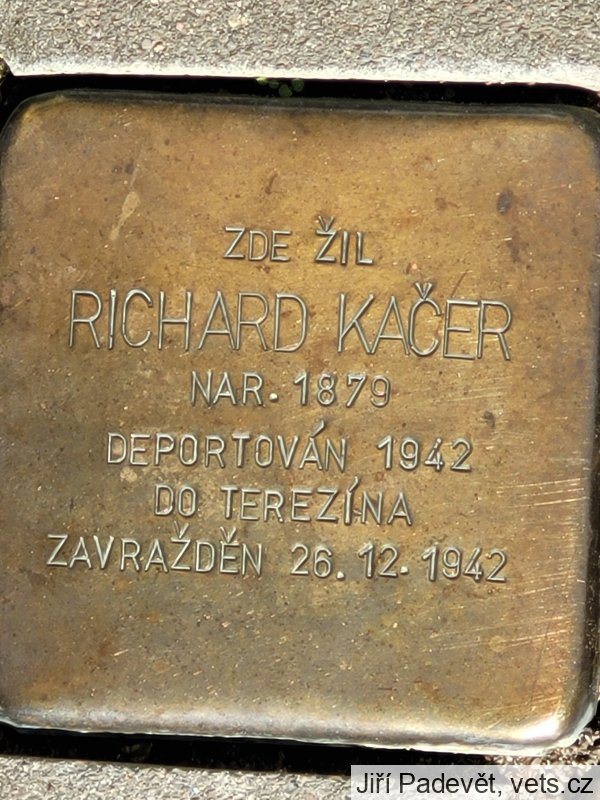 ZDE ŽIL
RICHARD KAČER
NAR. 1879
DEPORTOVÁN 1942
DO TEREZÍNA
ZAVRAŽDĚN 26.12.1942
Jiří Padevět, vets.cz